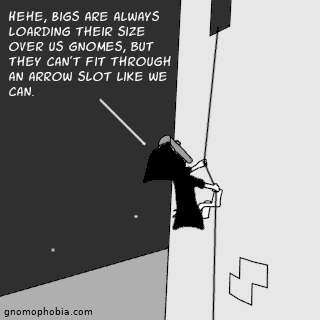 HEHE, BIGS ARE ALWAYS
LOADING THEIR SIZE
OVER US GNOMES, BUT
THEY CAN'T FIT THROUGH
AN ARROW SLOT LIKE WE
CAN.
gnomophobia.com